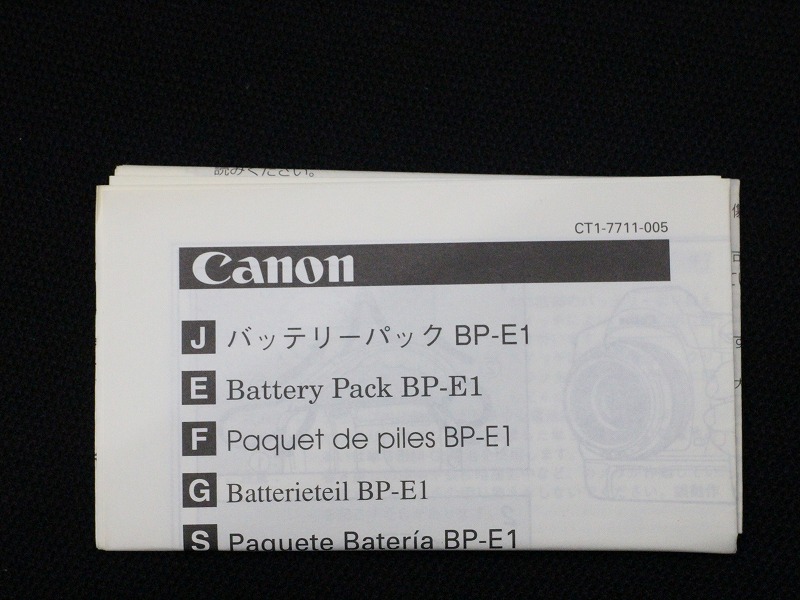 読みください。
CT1-7711-005
Canon
J バッテリーパック BP-E1
E Battery Pack BP-E1
F Paquet de piles BP-E1
G Batterieteil BP-E1
S Paquete Batería BP-E1